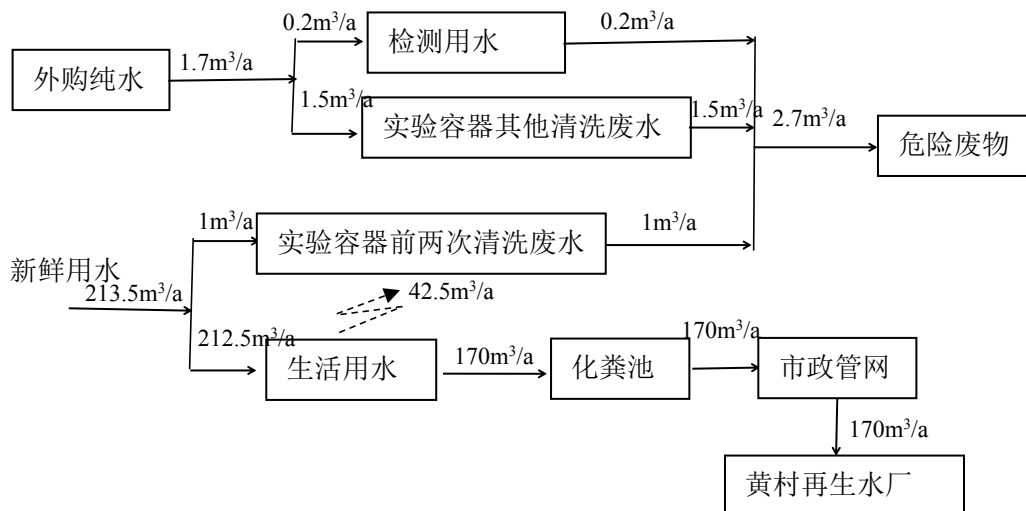 0.2m³/a
检测用水
0.2m³/a
外购纯水
1.7m³/a
1.5m³/a
实验容器其他清洗废水
1.5m³/a
2.7m³/a
危险废物
1m³/a
实验容器前两次清洗废水
1m³/a
新鲜用水
213.5m³/a
42.5m³/a
212.5m³/a
生活用水
170m³/a
化粪池
170m³/a
市政管网
170m³/a
黄村再生水厂